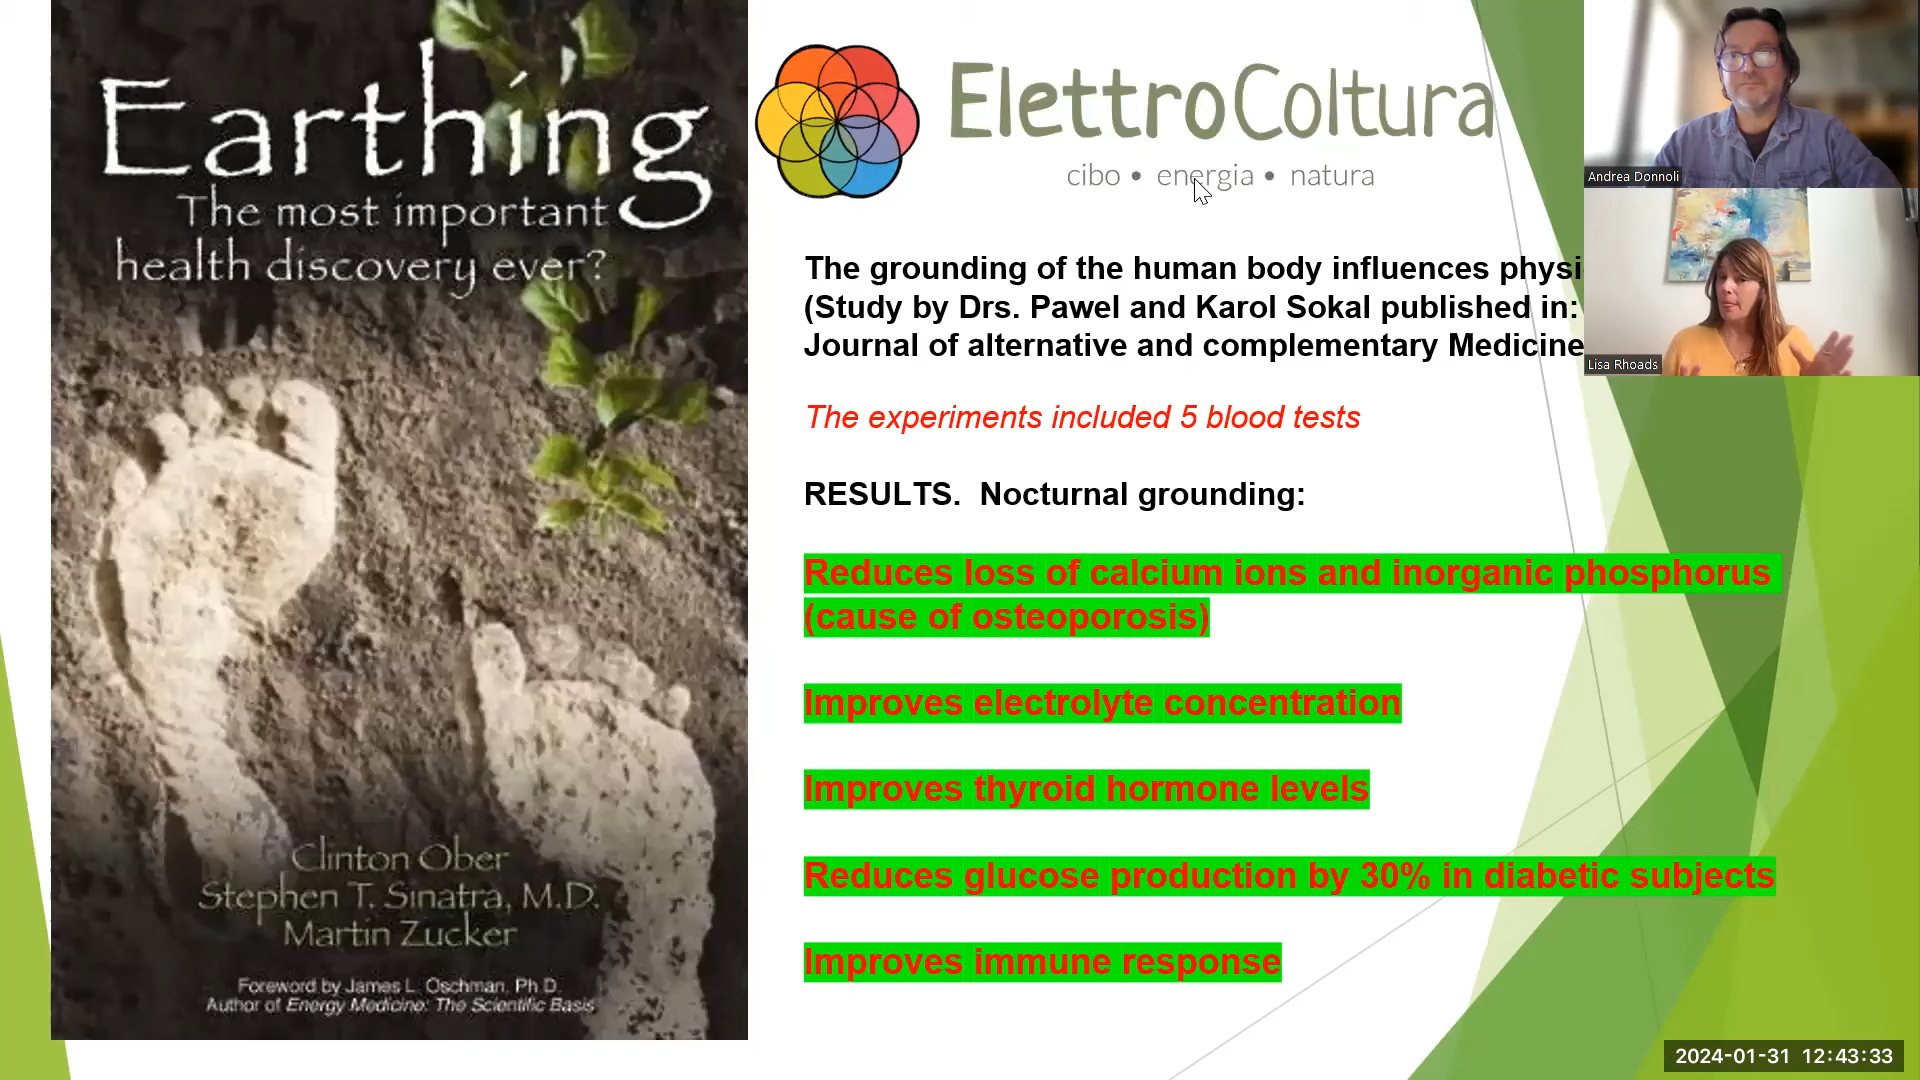 Earthing
The most important
health discovery ever?
Clinton Ober
Stephen T. Sinatra, M.D.
Martin Zucker
Foreword by James L. Oschman, Ph D.
Author of Energy Medicine: The Scientific Basis
ElettroColtura
cibo • energia • natura
The grounding of the human body influences physi
(Study by Drs. Pawel and Karol Sokal published in:
Journal of alternative and complementary Medicine
The experiments included 5 blood tests
RESULTS. Nocturnal grounding:
Reduces loss of calcium ions and inorganic phosphorus
(cause of osteoporosis)
Improves electrolyte concentration
Improves thyroid hormone levels
Reduces glucose production by 30% in diabetic subjects
Improves immune response
Andrea Donnoli
Lisa Rhoads
2024-01-31 12:43:33